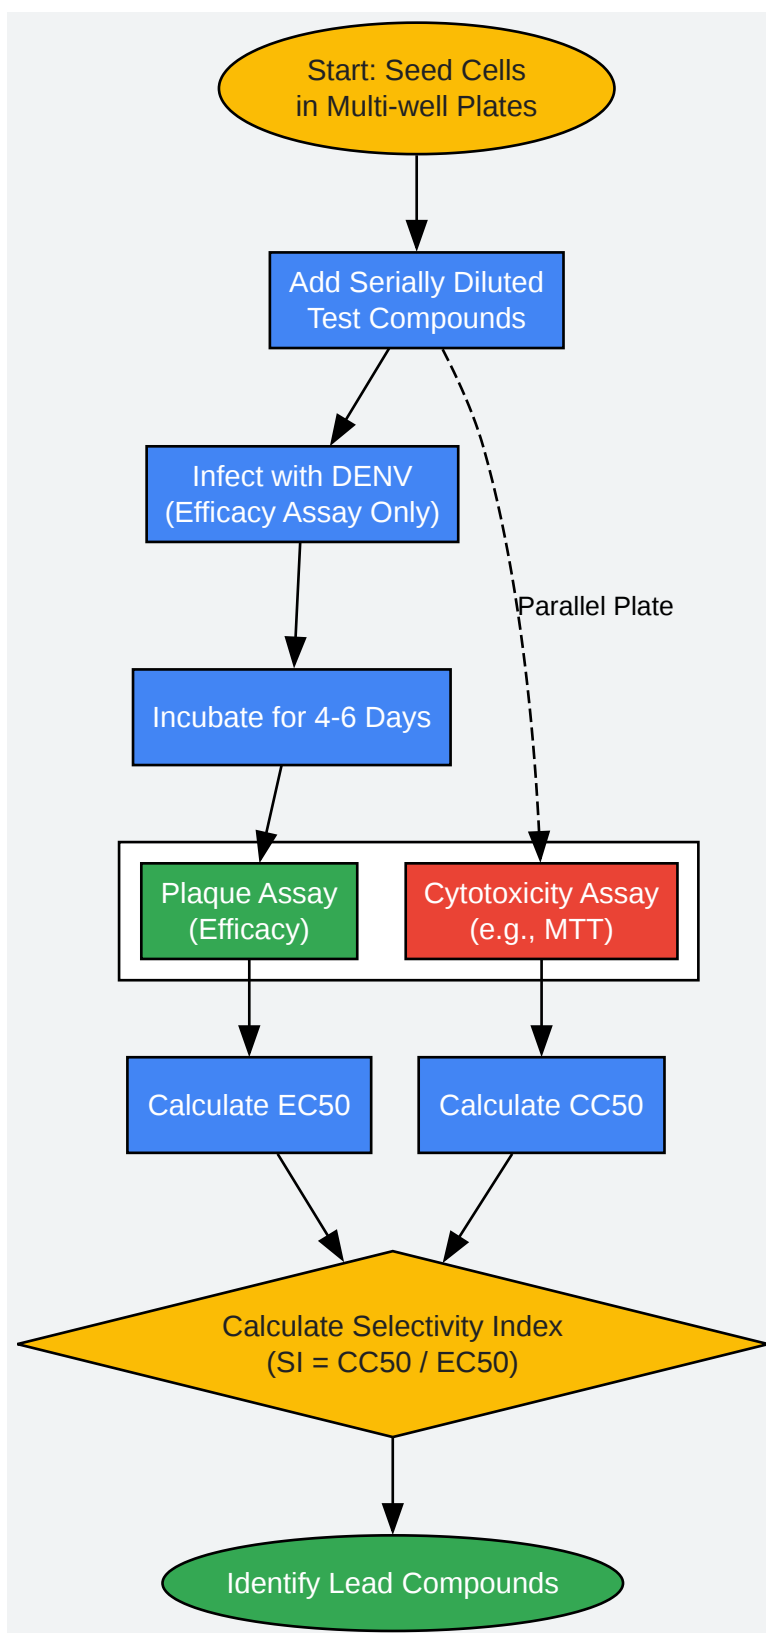 Start: Seed Cells
in Multi-well Plates
Add Serially Diluted
Test Compounds
Infect with DENV
(Efficacy Assay Only)
Parallel Plate
Incubate for 4-6 Days
Plaque Assay
(Efficacy)
Cytotoxicity Assay
(e.g., MTT)
Calculate EC50
Calculate CC50
Calculate Selectivity Index
(SI = CC50 / EC50)
Identify Lead Compounds